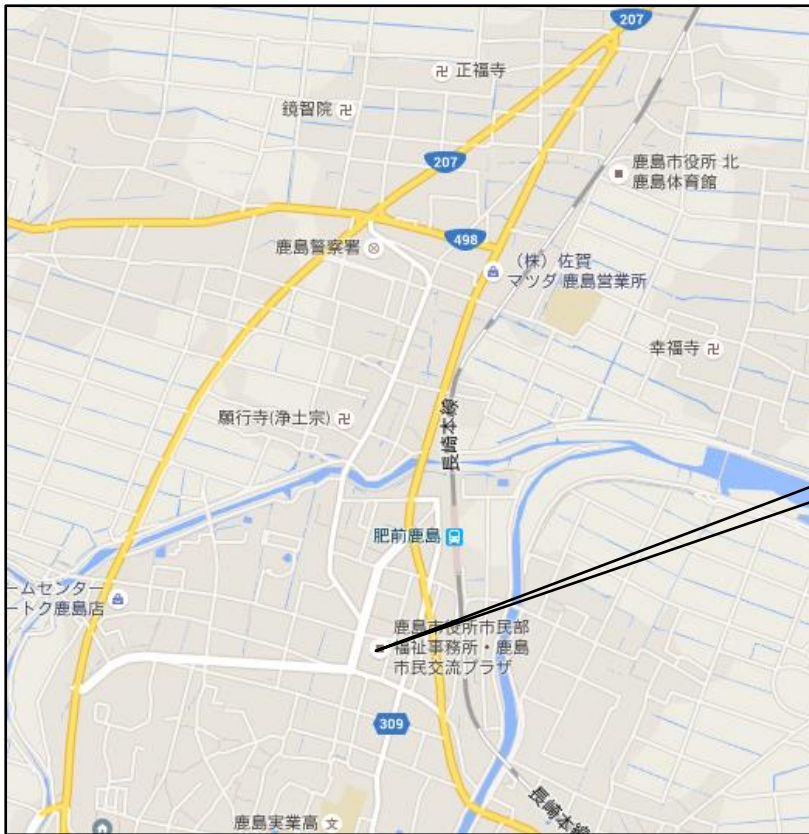 207
正福寺
鏡智院
207
鹿島市役所 北
鹿島体育館
498
鹿島警察署
(株) 佐賀
マツダ 鹿島営業所
幸福寺
願行寺(浄土宗)
長崎本線
肥前鹿島
ームセンター
ートク鹿島店
鹿島市役所市民部
福祉事務所・鹿島
市民交流プラザ
309
長崎本線
鹿島実業高
文